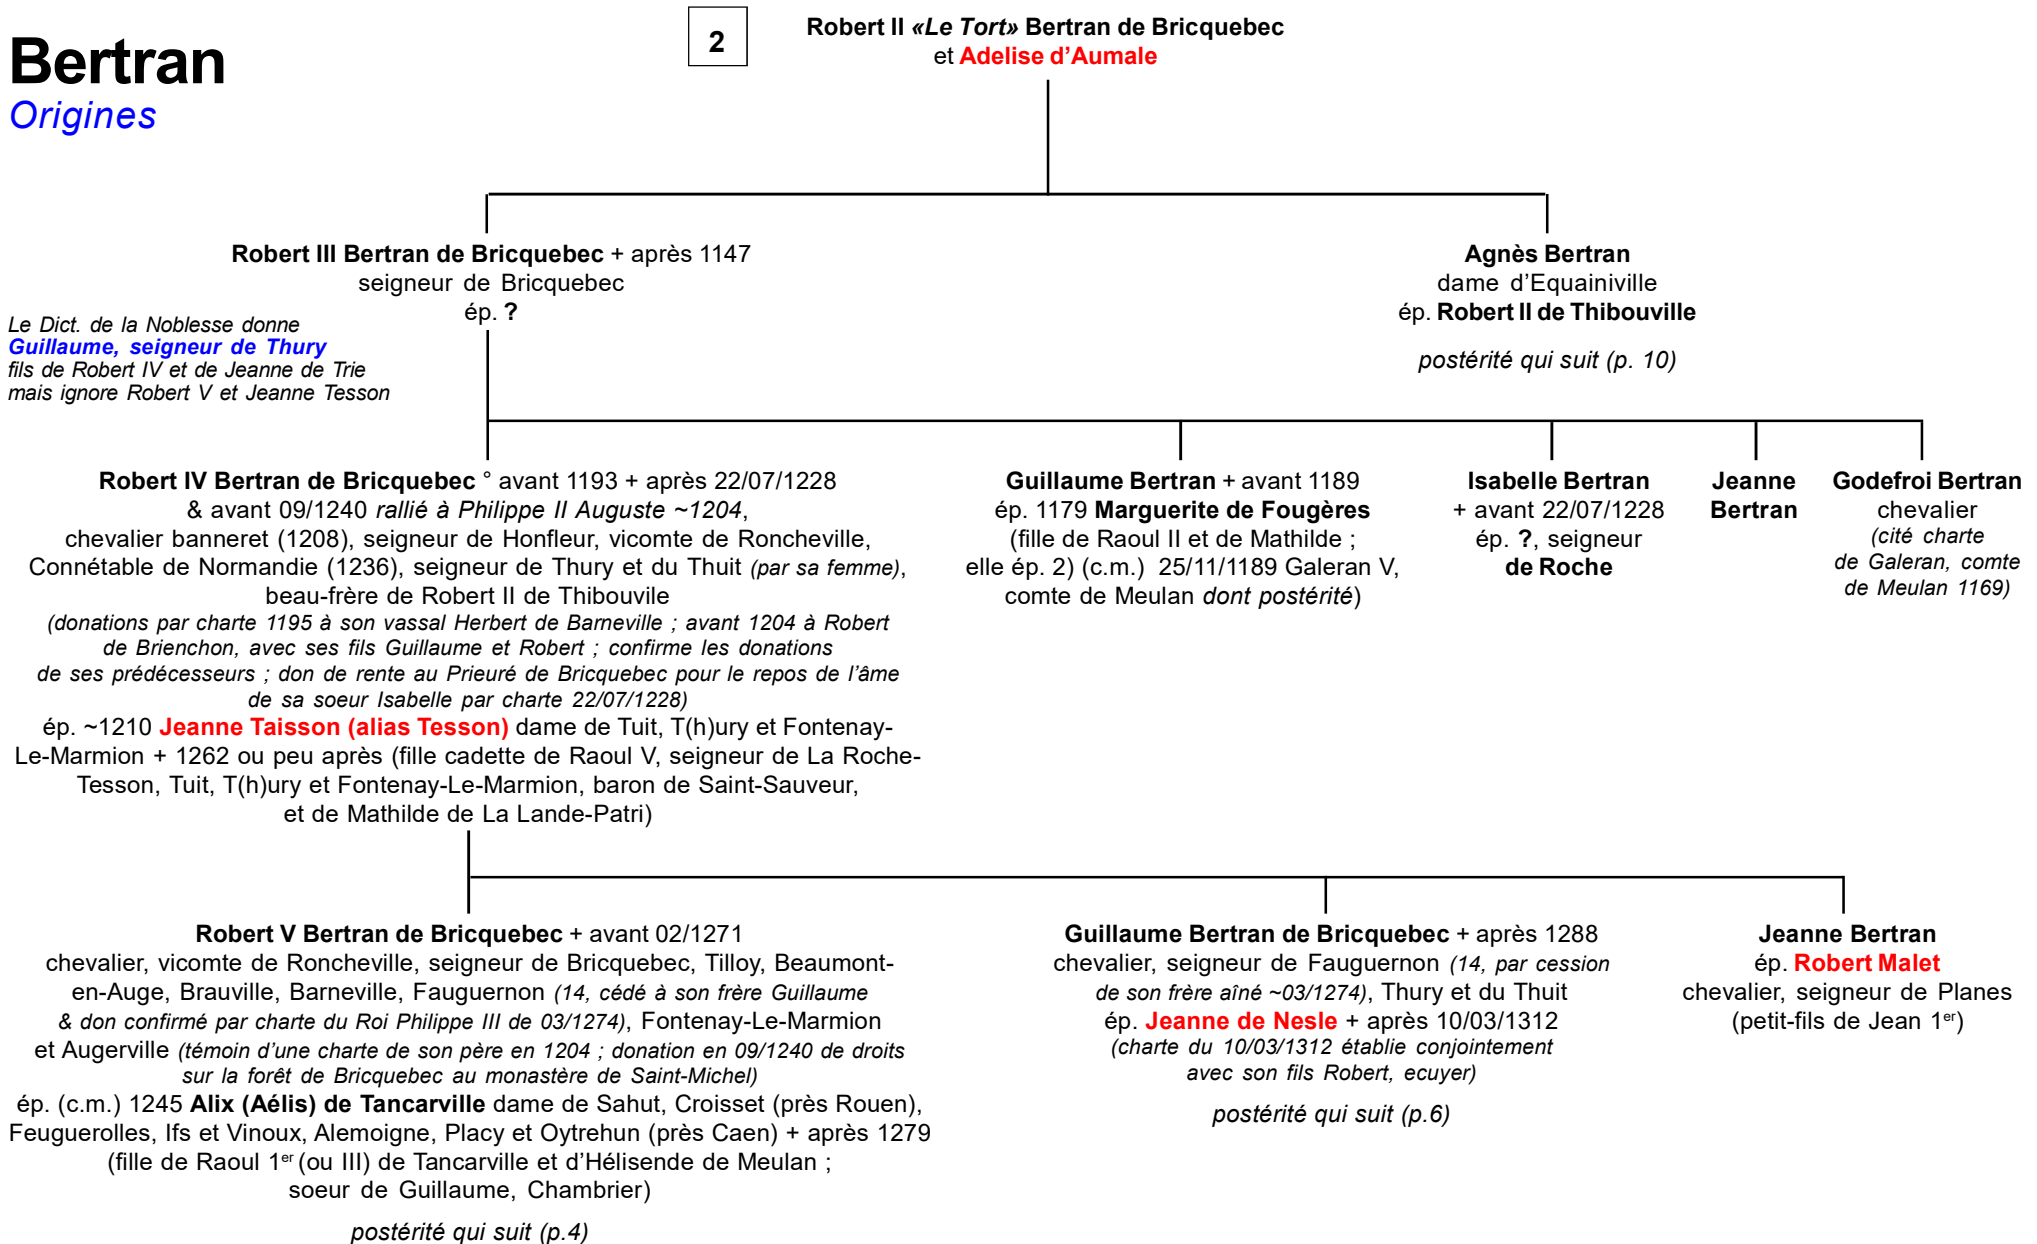 Bertran
Origines
2
Robert II «Le Tort» Bertran de Bricquebec
et Adelise d'Aumale
Robert III Bertran de Bricquebec + après 1147
seigneur de Bricquebec
ép. ?
Agnès Bertran
dame d'Equainiville
ép. Robert II de Thibouville
postérité qui suit (p. 10)
Le Dict. de la Noblesse donne
Guillaume, seigneur de Thury
fils de Robert IV et de Jeanne de Trie
mais ignore Robert V et Jeanne Tesson
Robert IV Bertran de Bricquebec ° avant 1193 + après 22/07/1228
& avant 09/1240 rallié à Philippe II Auguste ~1204,
chevalier banneret (1208), seigneur de Honfleur, vicomte de Roncheville,
Connétable de Normandie (1236), seigneur de Thury et du Thuit (par sa femme),
beau-frère de Robert II de Thibouvile
(donations par charte 1195 à son vassal Herbert de Barneville ; avant 1204 à Robert
de Brienchon, avec ses fils Guillaume et Robert ; confirme les donations
de ses prédécesseurs ; don de rente au Prieuré de Bricquebec pour le repos de l'âme
de sa soeur Isabelle par charte 22/07/1228)
ép. ~1210 Jeanne Taisson (alias Tesson) dame de Tuit, T(h)ury et Fontenay-
Le-Marmion + 1262 ou peu après (fille cadette de Raoul V, seigneur de La Roche-
Tesson, Tuit, T(h)ury et Fontenay-Le-Marmion, baron de Saint-Sauveur,
et de Mathilde de La Lande-Patri)
Guillaume Bertran + avant 1189
ép. 1179 Marguerite de Fougères
(fille de Raoul II et de Mathilde ;
elle ép. 2) (c.m.) 25/11/1189 Galeran V,
comte de Meulan dont postérité)
Isabelle Bertran
+ avant 22/07/1228
ép. ?, seigneur
de Roche
Jeanne
Bertran
Godefroi Bertran
chevalier
(cité charte
de Galeran, comte
de Meulan 1169)
Robert V Bertran de Bricquebec + avant 02/1271
chevalier, vicomte de Roncheville, seigneur de Bricquebec, Tilloy, Beaumont-
en-Auge, Brauville, Barneville, Fauguernon (14, cédé à son frère Guillaume
& don confirmé par charte du Roi Philippe III de 03/1274), Fontenay-Le-Marmion
et Augerville (témoin d'une charte de son père en 1204 ; donation en 09/1240 de droits
sur la forêt de Bricquebec au monastère de Saint-Michel)
ép. (c.m.) 1245 Alix (Aélis) de Tancarville dame de Sahut, Croisset (près Rouen),
Feuguerolles, Ifs et Vinoux, Alemoigne, Placy et Oytrehun (près Caen) + après 1279
(fille de Raoul 1er (ou III) de Tancarville et d'Hélisende de Meulan ;
soeur de Guillaume, Chambrier)
postérité qui suit (p.4)
Guillaume Bertran de Bricquebec + après 1288
chevalier, seigneur de Fauguernon (14, par cession
de son frère aîné ~03/1274), Thury et du Thuit
ép. Jeanne de Nesle + après 10/03/1312
(charte du 10/03/1312 établie conjointement
avec son fils Robert, ecuyer)
postérité qui suit (p.6)
Jeanne Bertran
ép. Robert Malet
chevalier, seigneur de Planes
(petit-fils de Jean 1er)